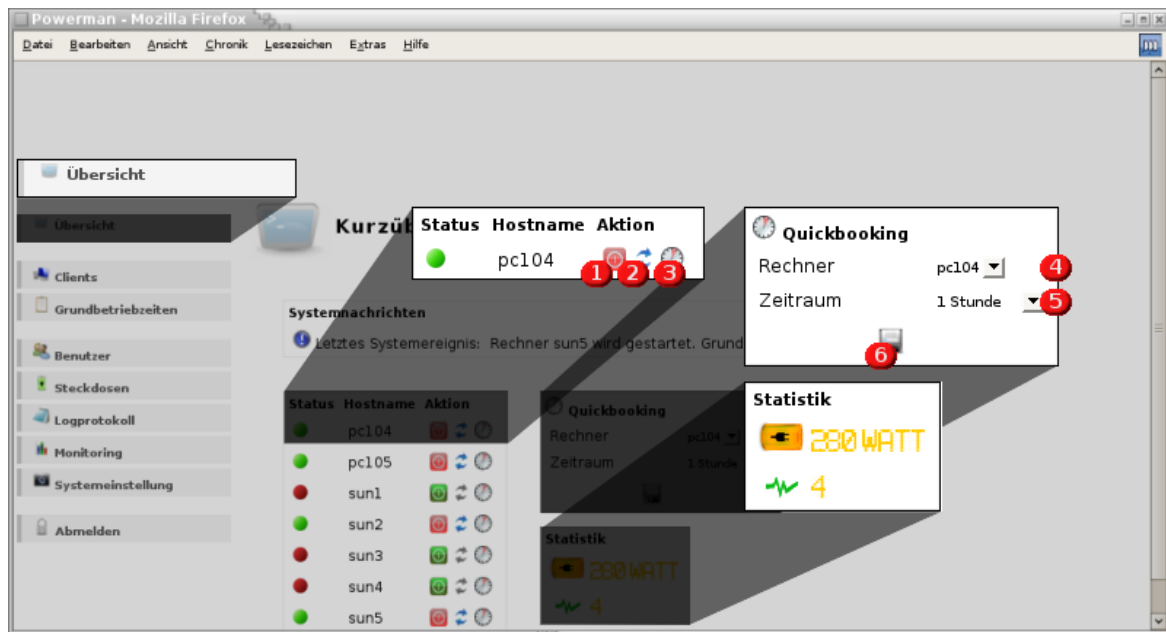 Powerman - Mozilla Firefox
Datei Bearbeiten Ansicht Chronik Lesezeichen Extras Hilfe
Übersicht
Übersicht
Clients
Grundbetriebzeiten
Benutzer
Steckdosen
Logprotokoll
Monitoring
Systemeinstellung
Abmelden
Status Hostname Aktion
pc104
1 2 3
Systemnachrichten
Letztes Systemereignis: Rechner sun5 wird gestartet. Grund
Status Hostname Aktion
pc104
pc105
sun1
sun2
sun3
sun4
sun5
Quickbooking
Rechner pc104 4
Zeitraum 1 Stunde 5
6
Quickbooking
Rechner pc104
Zeitraum 1 Stunde
Statistik
280 WATT
4
Statistik
280 WATT
4